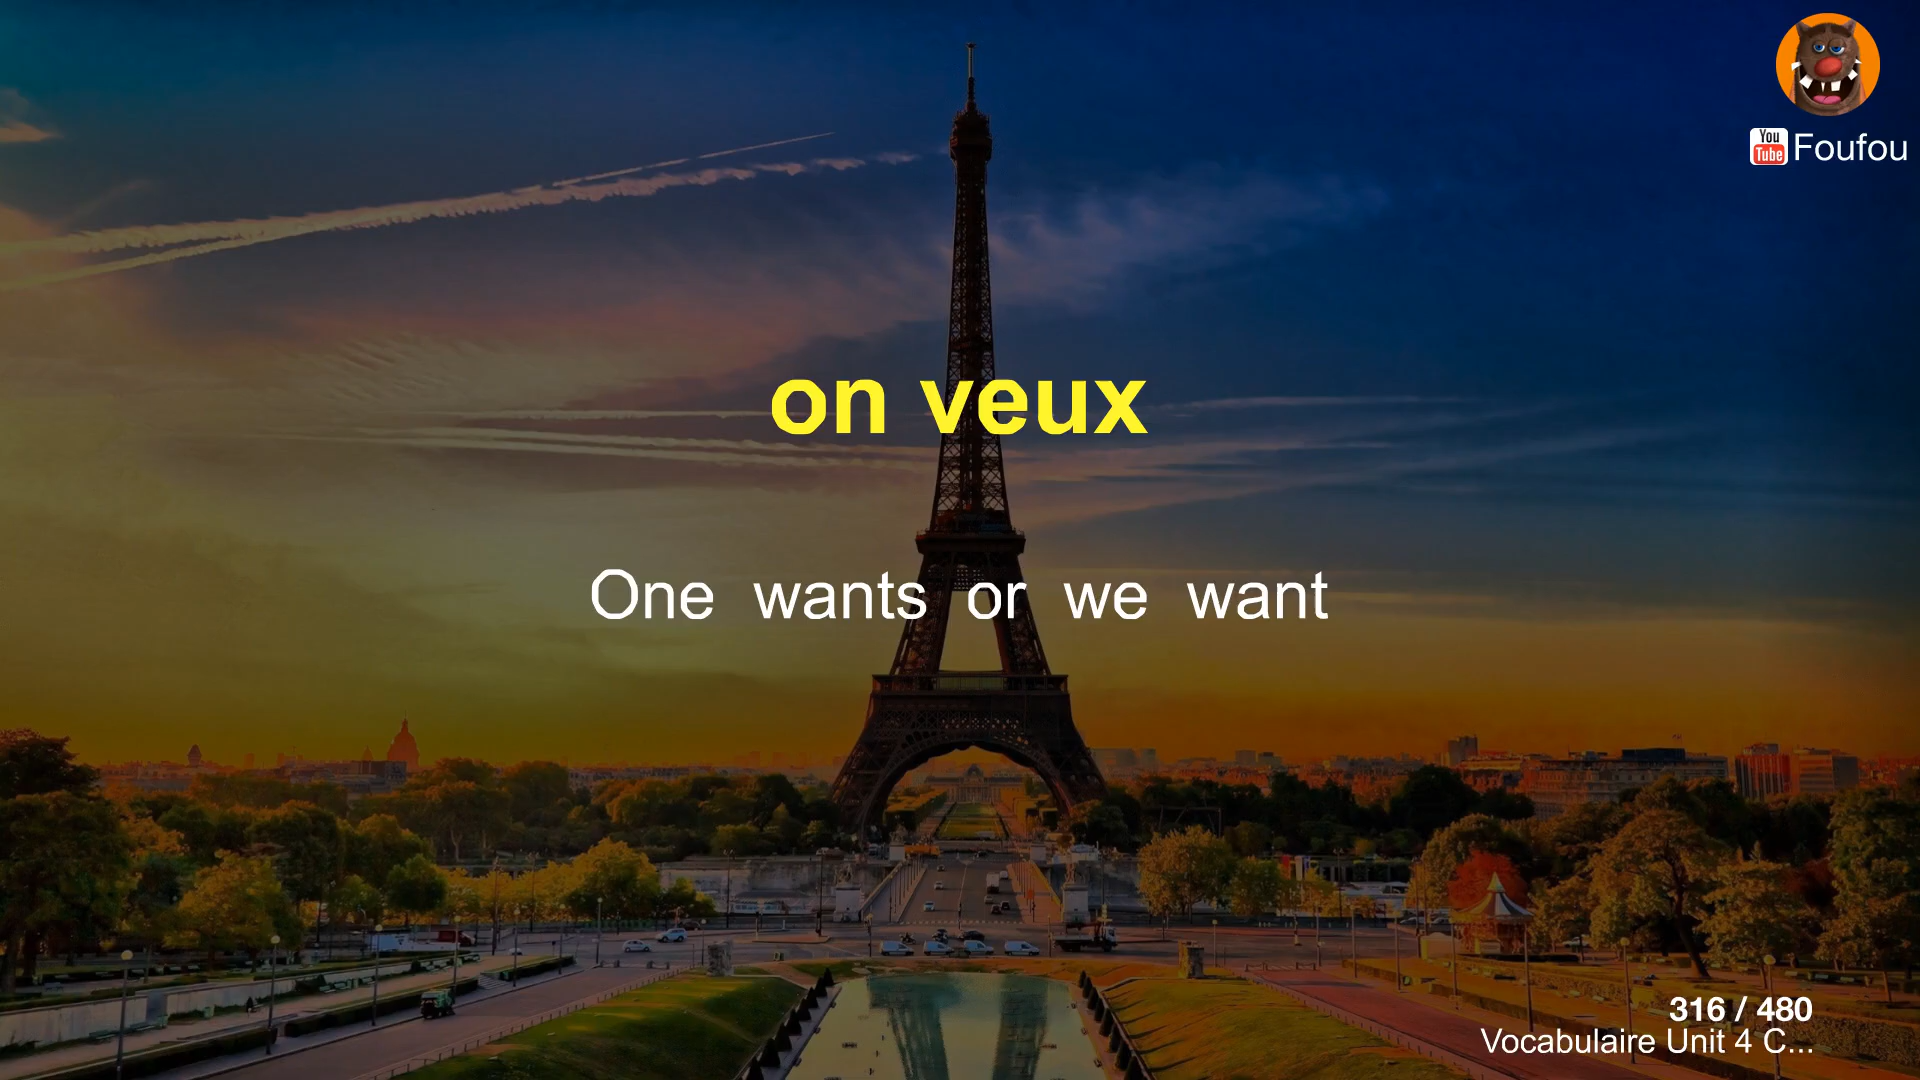 You
Tube
Foufou
on veux
One wants or we want
316 / 480
Vocabulaire Unit 4 C...